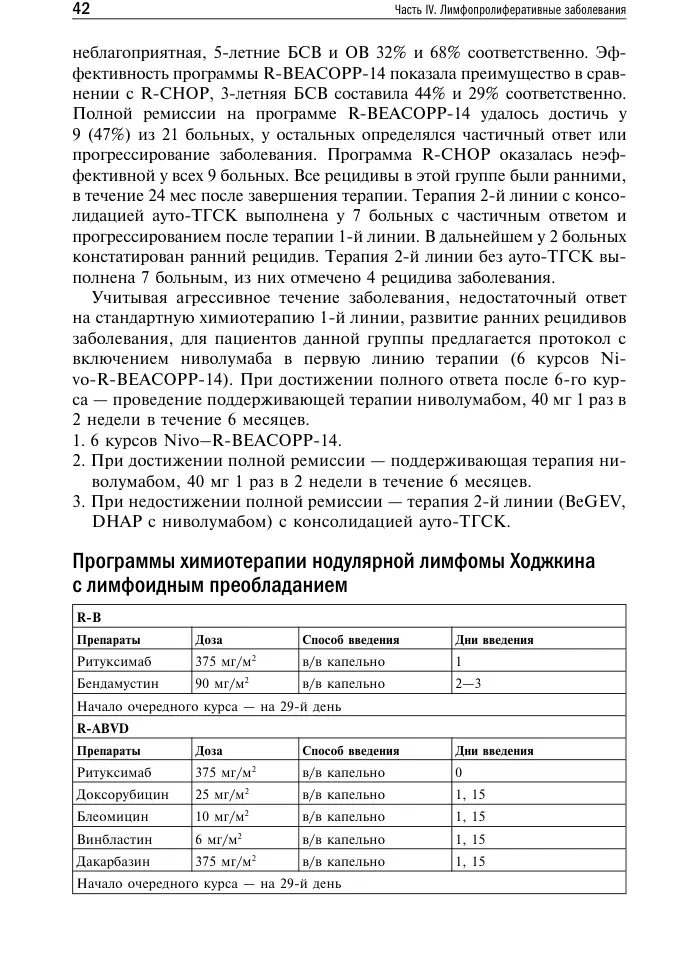 42 Часть IV. Лимфопролиферативные заболевания
неблагоприятная, 5-летние БСВ и ОВ 32% и 68% соответственно. Эф-
фективность программы R-BEACOPP-14 показала преимущество в срав-
нении с R-CHOP, 3-летняя БСВ составила 44% и 29% соответственно.
Полной ремиссии на программе R-BEACOPP-14 удалось достичь у
9 (47%) из 21 больных, у остальных определялся частичный ответ или
прогрессирование заболевания. Программа R-CHOP оказалась неэф-
фективной у всех 9 больных. Все рецидивы в этой группе были ранними,
в течение 24 мес после завершения терапии. Терапия 2-й линии с консо-
лидацией ауто-ТГСК выполнена у 7 больных с частичным ответом и
прогрессированием после терапии 1-й линии. В дальнейшем у 2 больных
констатирован ранний рецидив. Терапия 2-й линии без ауто-ТГСК вы-
полнена 7 больным, из них отмечено 4 рецидива заболевания.
Учитывая агрессивное течение заболевания, недостаточный ответ
на стандартную химиотерапию 1-й линии, развитие ранних рецидивов
заболевания, для пациентов данной группы предлагается протокол с
включением ниволумаба в первую линию терапии (6 курсов Ni-
vo-R-BEACOPP-14). При достижении полного ответа после 6-го кур-
са — проведение поддерживающей терапии ниволумабом, 40 мг 1 раз в
2 недели в течение 6 месяцев.
1. 6 курсов Nivo—R-BEACOPP-14.
2. При достижении полной ремиссии — поддерживающая терапия ни-
волумабом, 40 мг 1 раз в 2 недели в течение 6 месяцев.
3. При недостижении полной ремиссии — терапия 2-й линии (BeGEV,
DHAP с ниволумабом) с консолидацией ауто-ТГСК.
Программы химиотерапии нодулярной лимфомы Ходжкина
с лимфоидным преобладанием
R-B
Препараты Доза Способ введения Дни введения
Ритуксимаб 375 мг/м² в/в капельно 1
Бендамустин 90 мг/м² в/в капельно 2—3
Начало очередного курса — на 29-й день
R-ABVD
Препараты Доза Способ введения Дни введения
Ритуксимаб 375 мг/м² в/в капельно 0
Доксорубицин 25 мг/м² в/в капельно 1, 15
Блеомицин 10 мг/м² в/в капельно 1, 15
Винбластин 6 мг/м² в/в капельно 1, 15
Дакарбазин 375 мг/м² в/в капельно 1, 15
Начало очередного курса — на 29-й день